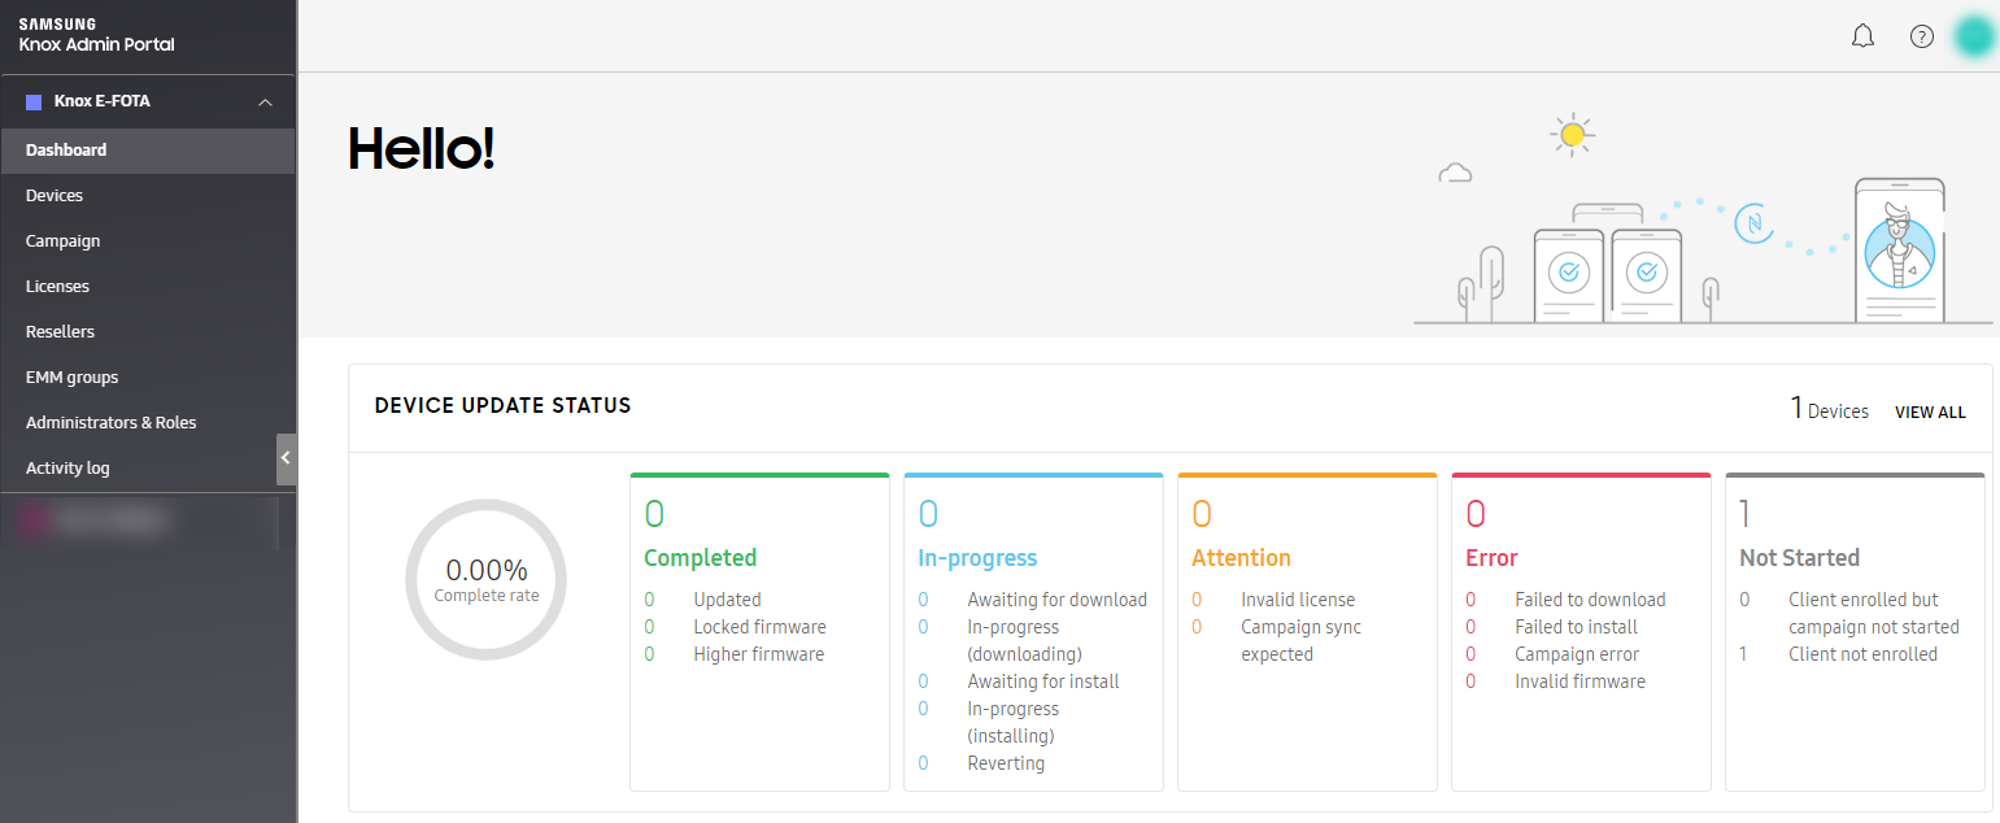 SAMSUNG
Knox Admin Portal
Knox E-FOTA
Dashboard
Devices
Campaign
Licenses
Resellers
EMM groups
Administrators & Roles
Activity log
?
Hello!
DEVICE UPDATE STATUS
1 Devices VIEW ALL
0.00%
Complete rate
0
Completed
0 Updated
0 Locked firmware
0 Higher firmware
0
In-progress
0 Awaiting for download
0 In-progress
(downloading)
0 Awaiting for install
0 In-progress
(installing)
0 Reverting
0
Attention
0 Invalid license
0 Campaign sync
expected
0
Error
0 Failed to download
0 Failed to install
0 Campaign error
0 Invalid firmware
1
Not Started
0 Client enrolled but
campaign not started
1 Client not enrolled